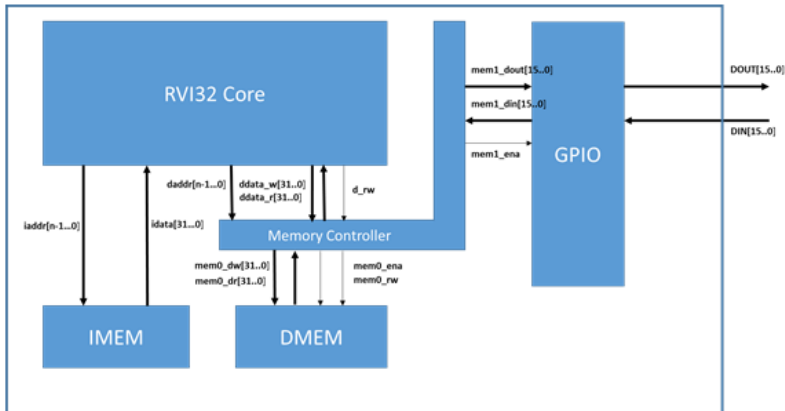 RVI32 Core
mem1_dout[15..0]
DOUT[15..0]
mem1_din[15..0]
DIN[15..0]
mem1_ena
GPIO
daddr[n-1...0]
ddata_w[31..0]
ddata_r[31..0]
d_rw
iaddr[n-1...0]
idata[31...0]
Memory Controller
mem0_dw[31..0]
mem0_dr[31..0]
mem0_ena
mem0_rw
IMEM
DMEM